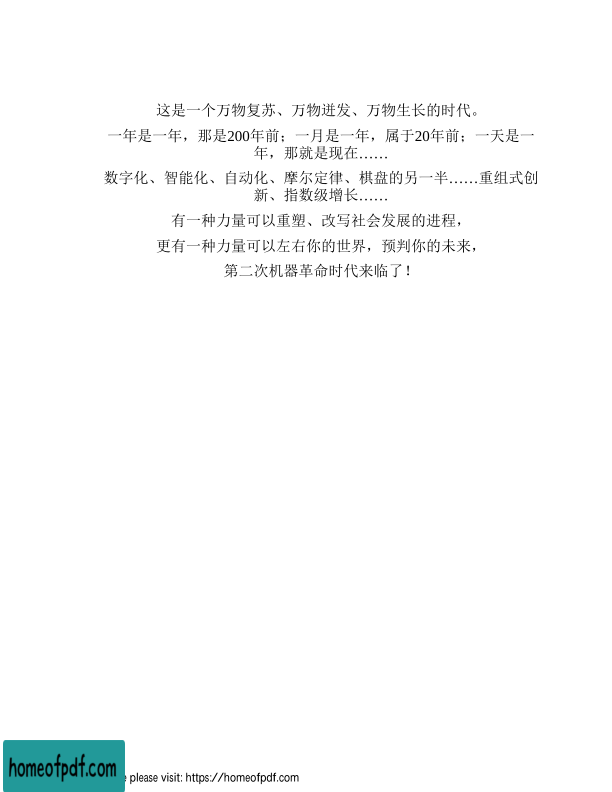 这是一个万物复苏、万物迸发、万物生长的时代。
一年是一年，那是200年前；一月是一年，属于20年前；一天是一
年，那就是现在……
数字化、智能化、自动化、摩尔定律、棋盘的另一半……重组式创
新、指数级增长……
有一种力量可以重塑、改写社会发展的进程，
更有一种力量可以左右你的世界，预判你的未来，
第二次机器革命时代来临了！
homeofpdf.com
please visit: https://homeofpdf.com